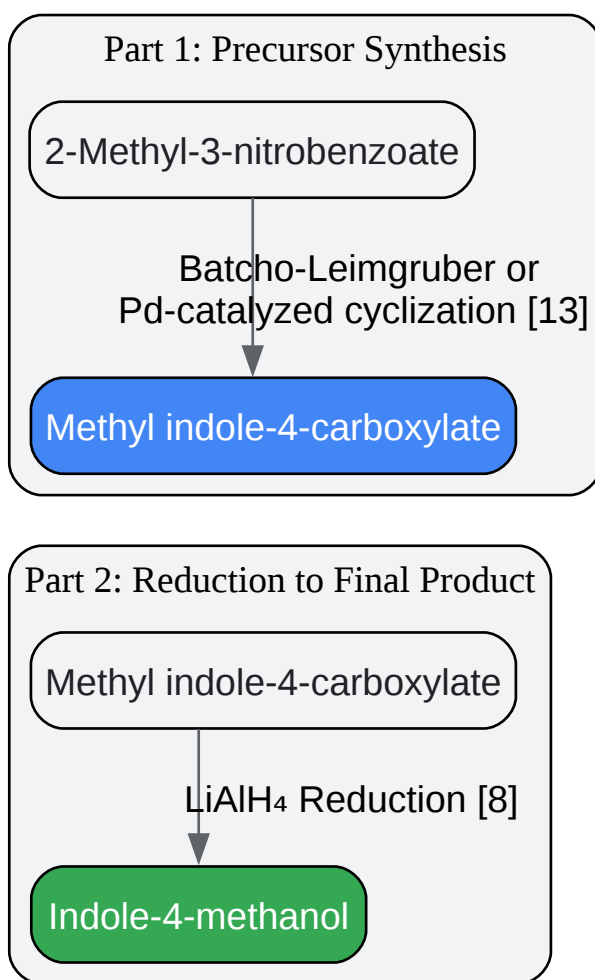 Part 1: Precursor Synthesis
2-Methyl-3-nitrobenzoate
Batcho-Leimgruber or
Pd-catalyzed cyclization [13]
Methyl indole-4-carboxylate
Part 2: Reduction to Final Product
Methyl indole-4-carboxylate
LiAlH₄ Reduction [8]
Indole-4-methanol